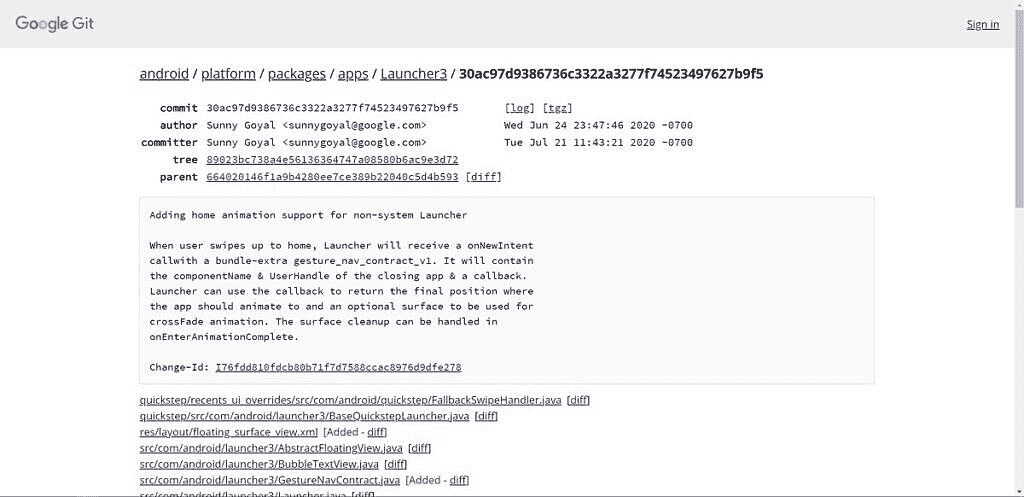 Google Git
Sign in
android / platform / packages / apps / Launcher3 / 30ac97d9386736c3322a3277f74523497627b9f5
commit 30ac97d9386736c3322a3277f74523497627b9f5 [log] [tgz]
author Sunny Goyal <sunnygoyal@google.com> Wed Jun 24 23:47:46 2020 -0700
committer Sunny Goyal <sunnygoyal@google.com> Tue Jul 21 11:43:21 2020 -0700
tree 89023bc738a4e56136364747a08580b6ac9e3d72
parent 664020146f1a9b4280ee7ce389b22040c5d4b593 [diff]
Adding home animation support for non-system Launcher
When user swipes up to home, Launcher will receive a onNewIntent
callwith a bundle-extra gesture_nav_contract_v1. It will contain
the componentName & UserHandle of the closing app & a callback.
Launcher can use the callback to return the final position where
the app should animate to and an optional surface to be used for
crossFade animation. The surface cleanup can be handled in
onEnterAnimationComplete.
Change-Id: I76fdd810fdcb80b71f7d7588ccac8976d9dfe278
quickstep/recents_ui_overrides/src/com/android/quickstep/FallbackSwipeHandler.java [diff]
quickstep/src/com/android/launcher3/BaseQuickstepLauncher.java [diff]
res/layout/floating_surface_view.xml [Added - diff]
src/com/android/launcher3/AbstractFloatingView.java [diff]
src/com/android/launcher3/BubbleTextView.java [diff]
src/com/android/launcher3/GestureNavContract.java [Added - diff]
src/com/android/launcher3/Launcher.java [diff]